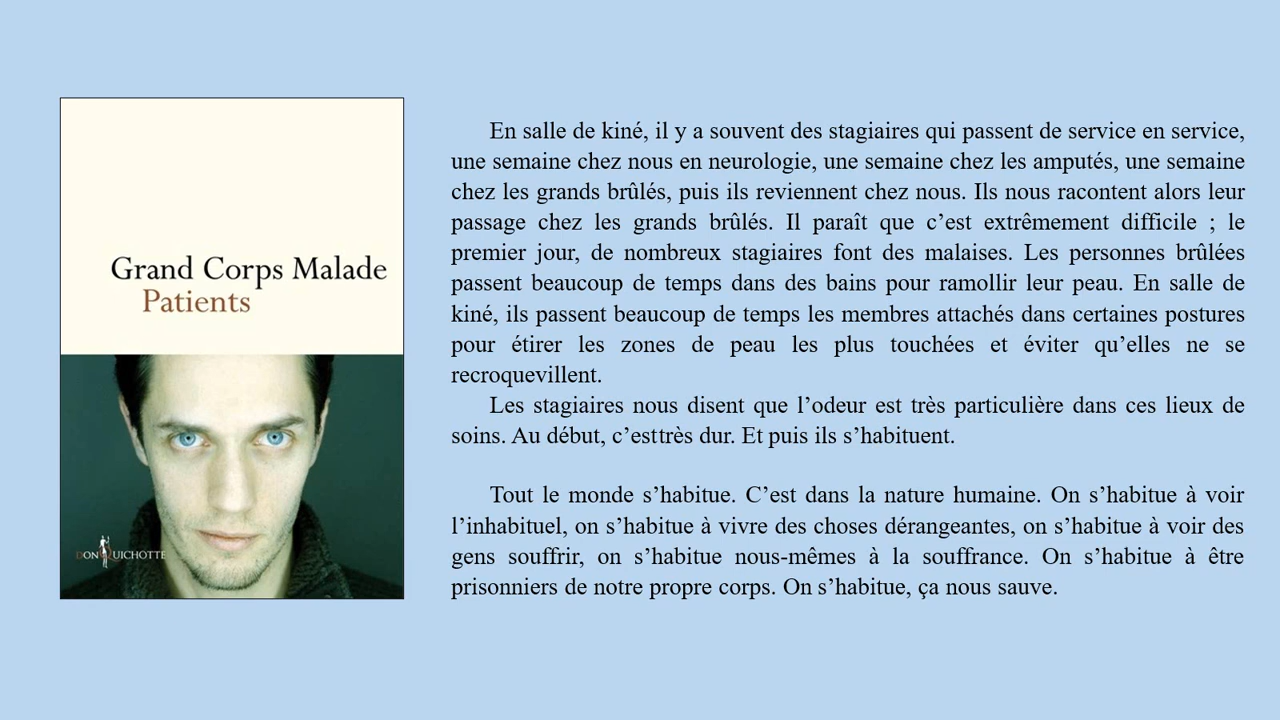 Grand Corps Malade
Patients
DON QUICHOTTE
En salle de kiné, il y a souvent des stagiaires qui passent de service en service,
une semaine chez nous en neurologie, une semaine chez les amputés, une semaine
chez les grands brûlés, puis ils reviennent chez nous. Ils nous racontent alors leur
passage chez les grands brûlés. Il paraît que c’est extrêmement difficile ; le
premier jour, de nombreux stagiaires font des malaises. Les personnes brûlées
passent beaucoup de temps dans des bains pour ramollir leur peau. En salle de
kiné, ils passent beaucoup de temps les membres attachés dans certaines postures
pour étirer les zones de peau les plus touchées et éviter qu’elles ne se
recroquevillent.
Les stagiaires nous disent que l’odeur est très particulière dans ces lieux de
soins. Au début, c’est très dur. Et puis ils s’habituent.
Tout le monde s’habitue. C’est dans la nature humaine. On s’habitue à voir
l’inhabituel, on s’habitue à vivre des choses dérangeantes, on s’habitue à voir des
gens souffrir, on s’habitue nous-mêmes à la souffrance. On s’habitue à être
prisonniers de notre propre corps. On s’habitue, ça nous sauve.